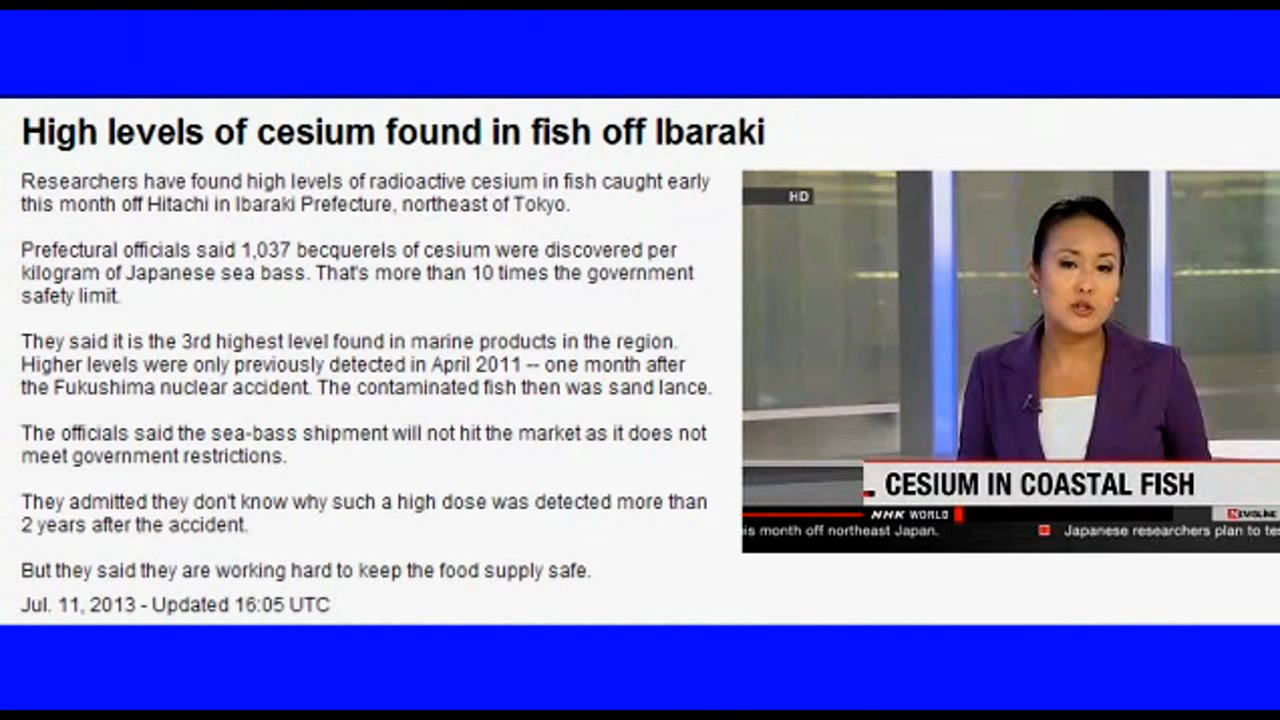 High levels of cesium found in fish off Ibaraki
Researchers have found high levels of radioactive cesium in fish caught early
this month off Hitachi in Ibaraki Prefecture, northeast of Tokyo.
Prefectural officials said 1,037 becquerels of cesium were discovered per
kilogram of Japanese sea bass. That's more than 10 times the government
safety limit.
They said it is the 3rd highest level found in marine products in the region.
Higher levels were only previously detected in April 2011 -- one month after
the Fukushima nuclear accident. The contaminated fish then was sand lance.
The officials said the sea-bass shipment will not hit the market as it does not
meet government restrictions.
They admitted they don't know why such a high dose was detected more than
2 years after the accident.
But they said they are working hard to keep the food supply safe.
Jul. 11, 2013 - Updated 16:05 UTC
HD
CESIUM IN COASTAL FISH
NHK WORLD
is month off northeast Japan.
Japanese researchers plan to tes